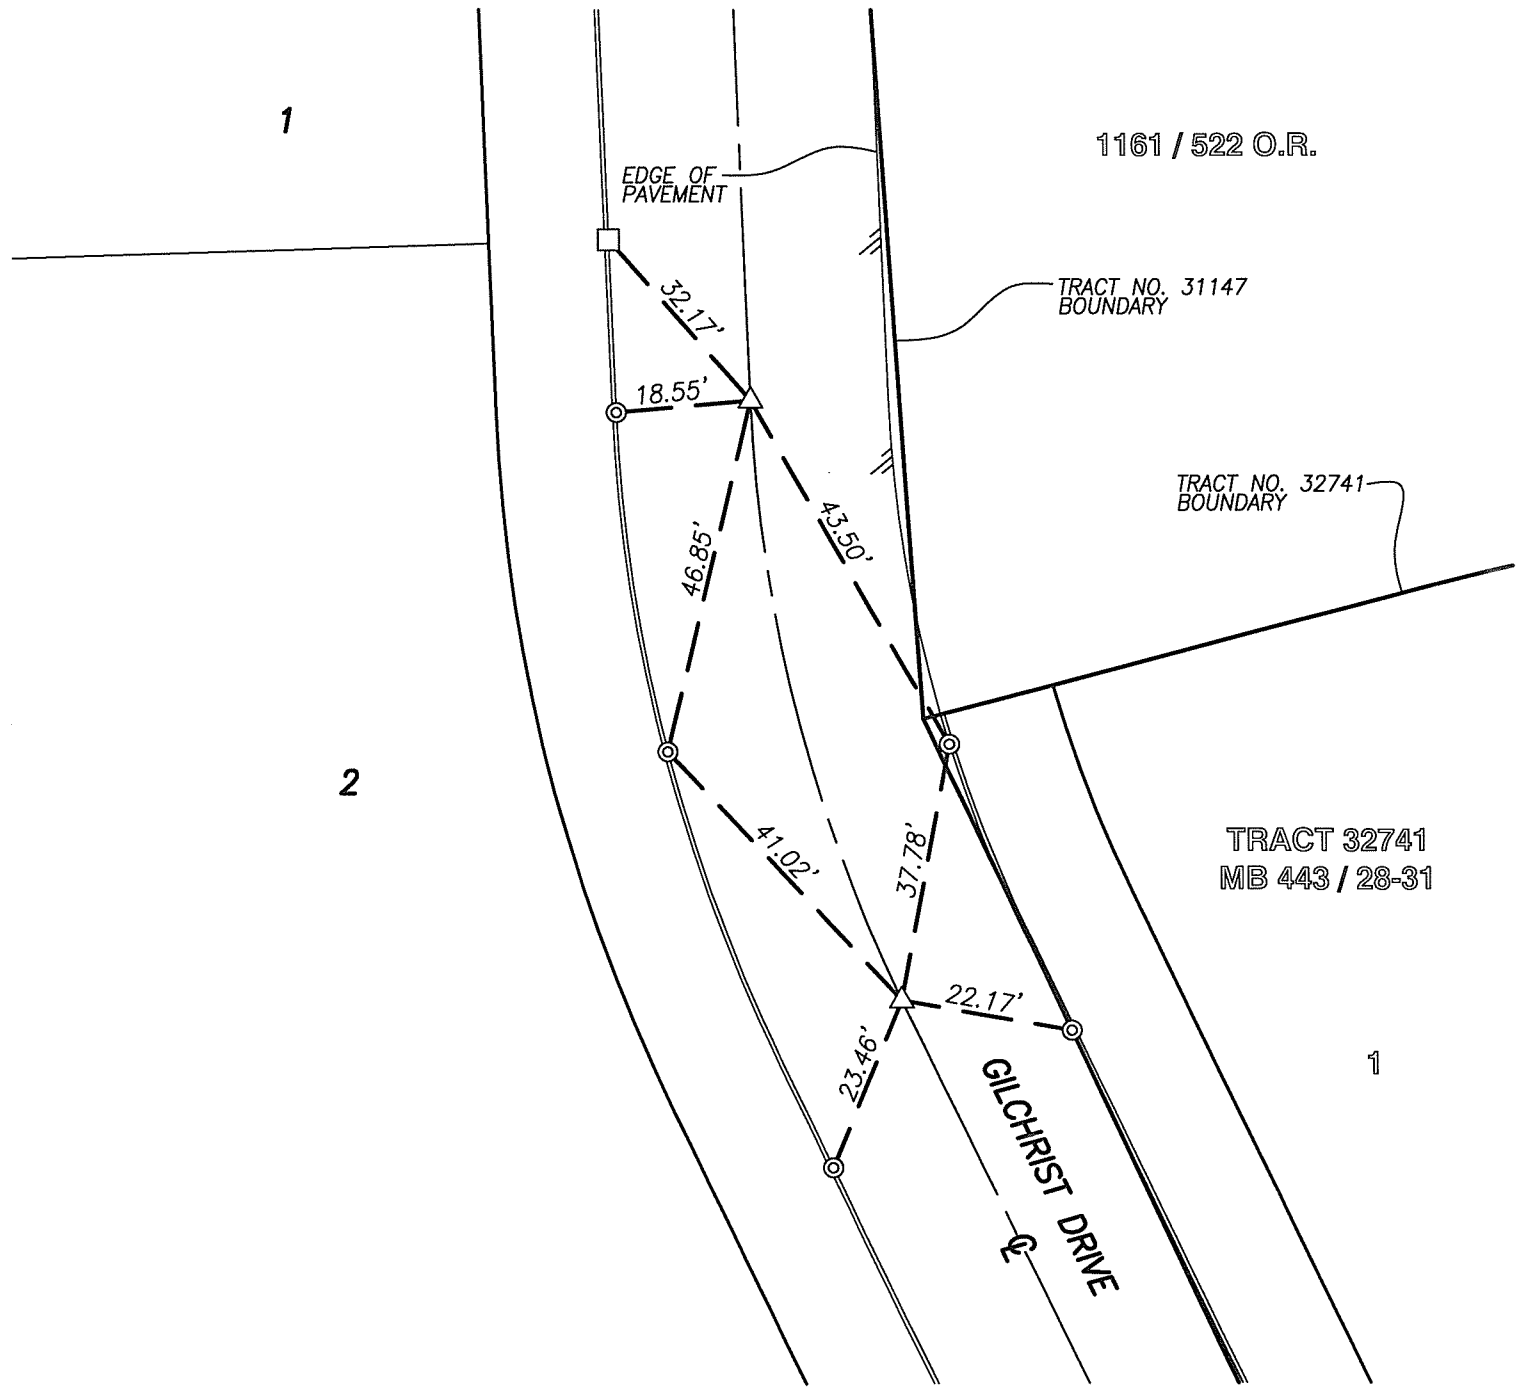 1
1161 / 522 O.R.
EDGE OF
PAVEMENT
TRACT NO. 31147
BOUNDARY
32.17'
18.55'
TRACT NO. 32741
BOUNDARY
43.50'
46.85'
2
41.02'
37.78'
TRACT 32741
MB 443 / 28-31
22.17'
23.46'
1
GILCHRIST DRIVE
℄